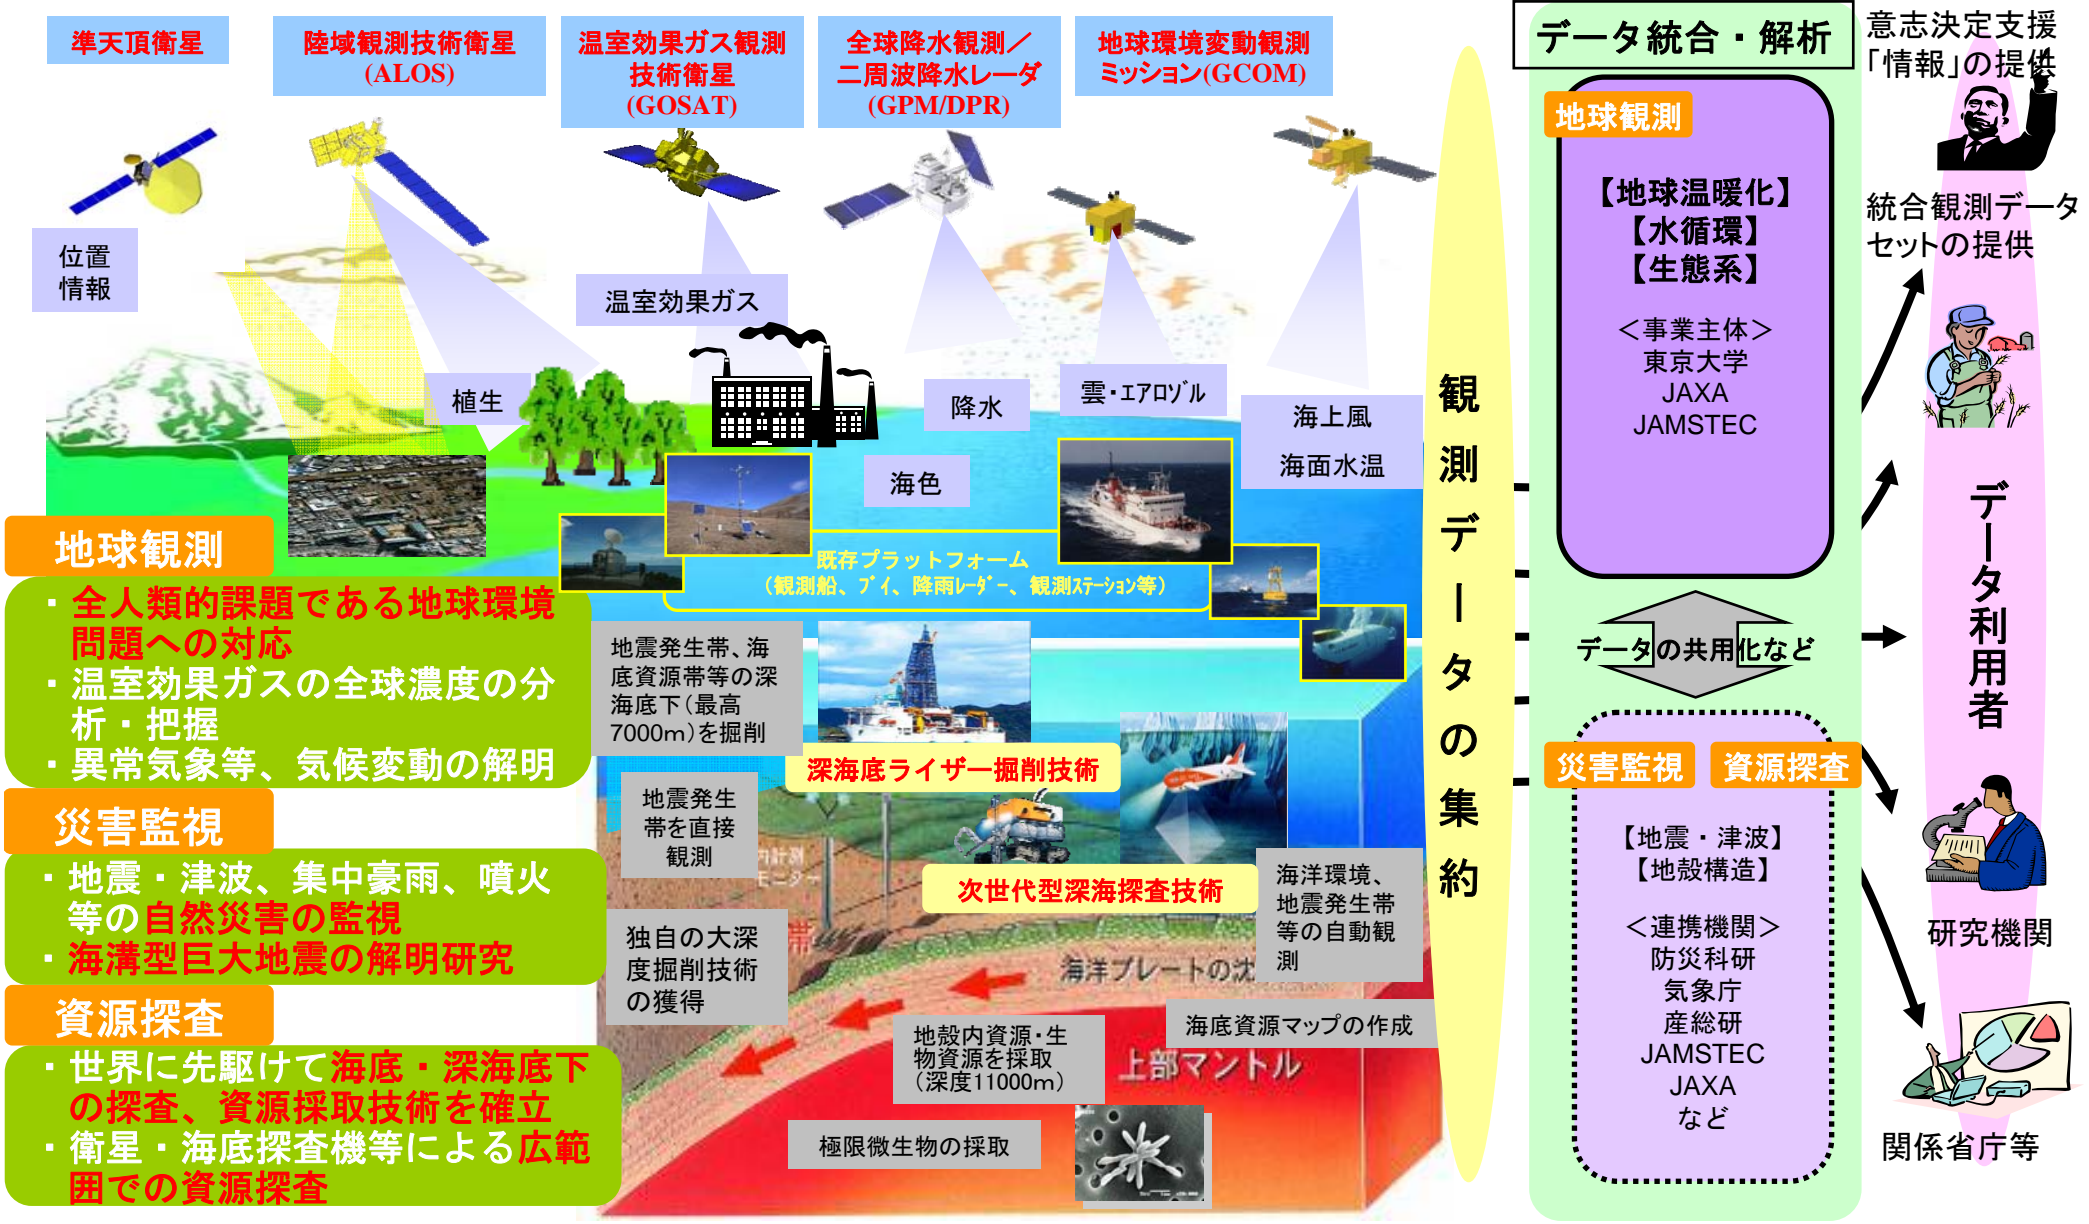 準天頂衛星
陸域観測技術衛星
(ALOS)
温室効果ガス観測
技術衛星
(GOSAT)
全球降水観測／
二周波降水レーダ
(GPM/DPR)
地球環境変動観測
ミッション(GCOM)
位置
情報
温室効果ガス
植生
降水
雲・ｴｱﾛｿﾞﾙ
海色
海上風
海面水温
既存プラットフォーム
（観測船、ﾌﾞｲ、降雨ﾚｰﾀﾞｰ、観測ｽﾃｰｼｮﾝ等）
地球観測
・全人類的課題である地球環境
問題への対応
・温室効果ガスの全球濃度の分
析・把握
・異常気象等、気候変動の解明
災害監視
・地震・津波、集中豪雨、噴火
等の自然災害の監視
・海溝型巨大地震の解明研究
資源探査
・世界に先駆けて海底・深海底下
の探査、資源採取技術を確立
・衛星・海底探査機等による広範
囲での資源探査
地震発生帯、海
底資源帯等の深
海底下（最高
7000m）を掘削
深海底ライザー掘削技術
地震発生
帯を直接
観測
計測
モニター
次世代型深海探査技術
独自の大深
度掘削技術
の獲得
帯
海洋プレートの沈
海洋環境、
地震発生帯
等の自動観
測
海底資源マップの作成
地殻内資源・生
物資源を採取
（深度11000m）
上部マントル
極限微生物の採取
観測データの集約
データ統合・解析
地球観測
【地球温暖化】
【水循環】
【生態系】
＜事業主体＞
東京大学
JAXA
JAMSTEC
データの共用化など
災害監視
資源探査
【地震・津波】
【地殻構造】
＜連携機関＞
防災科研
気象庁
産総研
JAMSTEC
JAXA
など
意志決定支援
「情報」の提供
統合観測データ
セットの提供
データ利用者
研究機関
関係省庁等